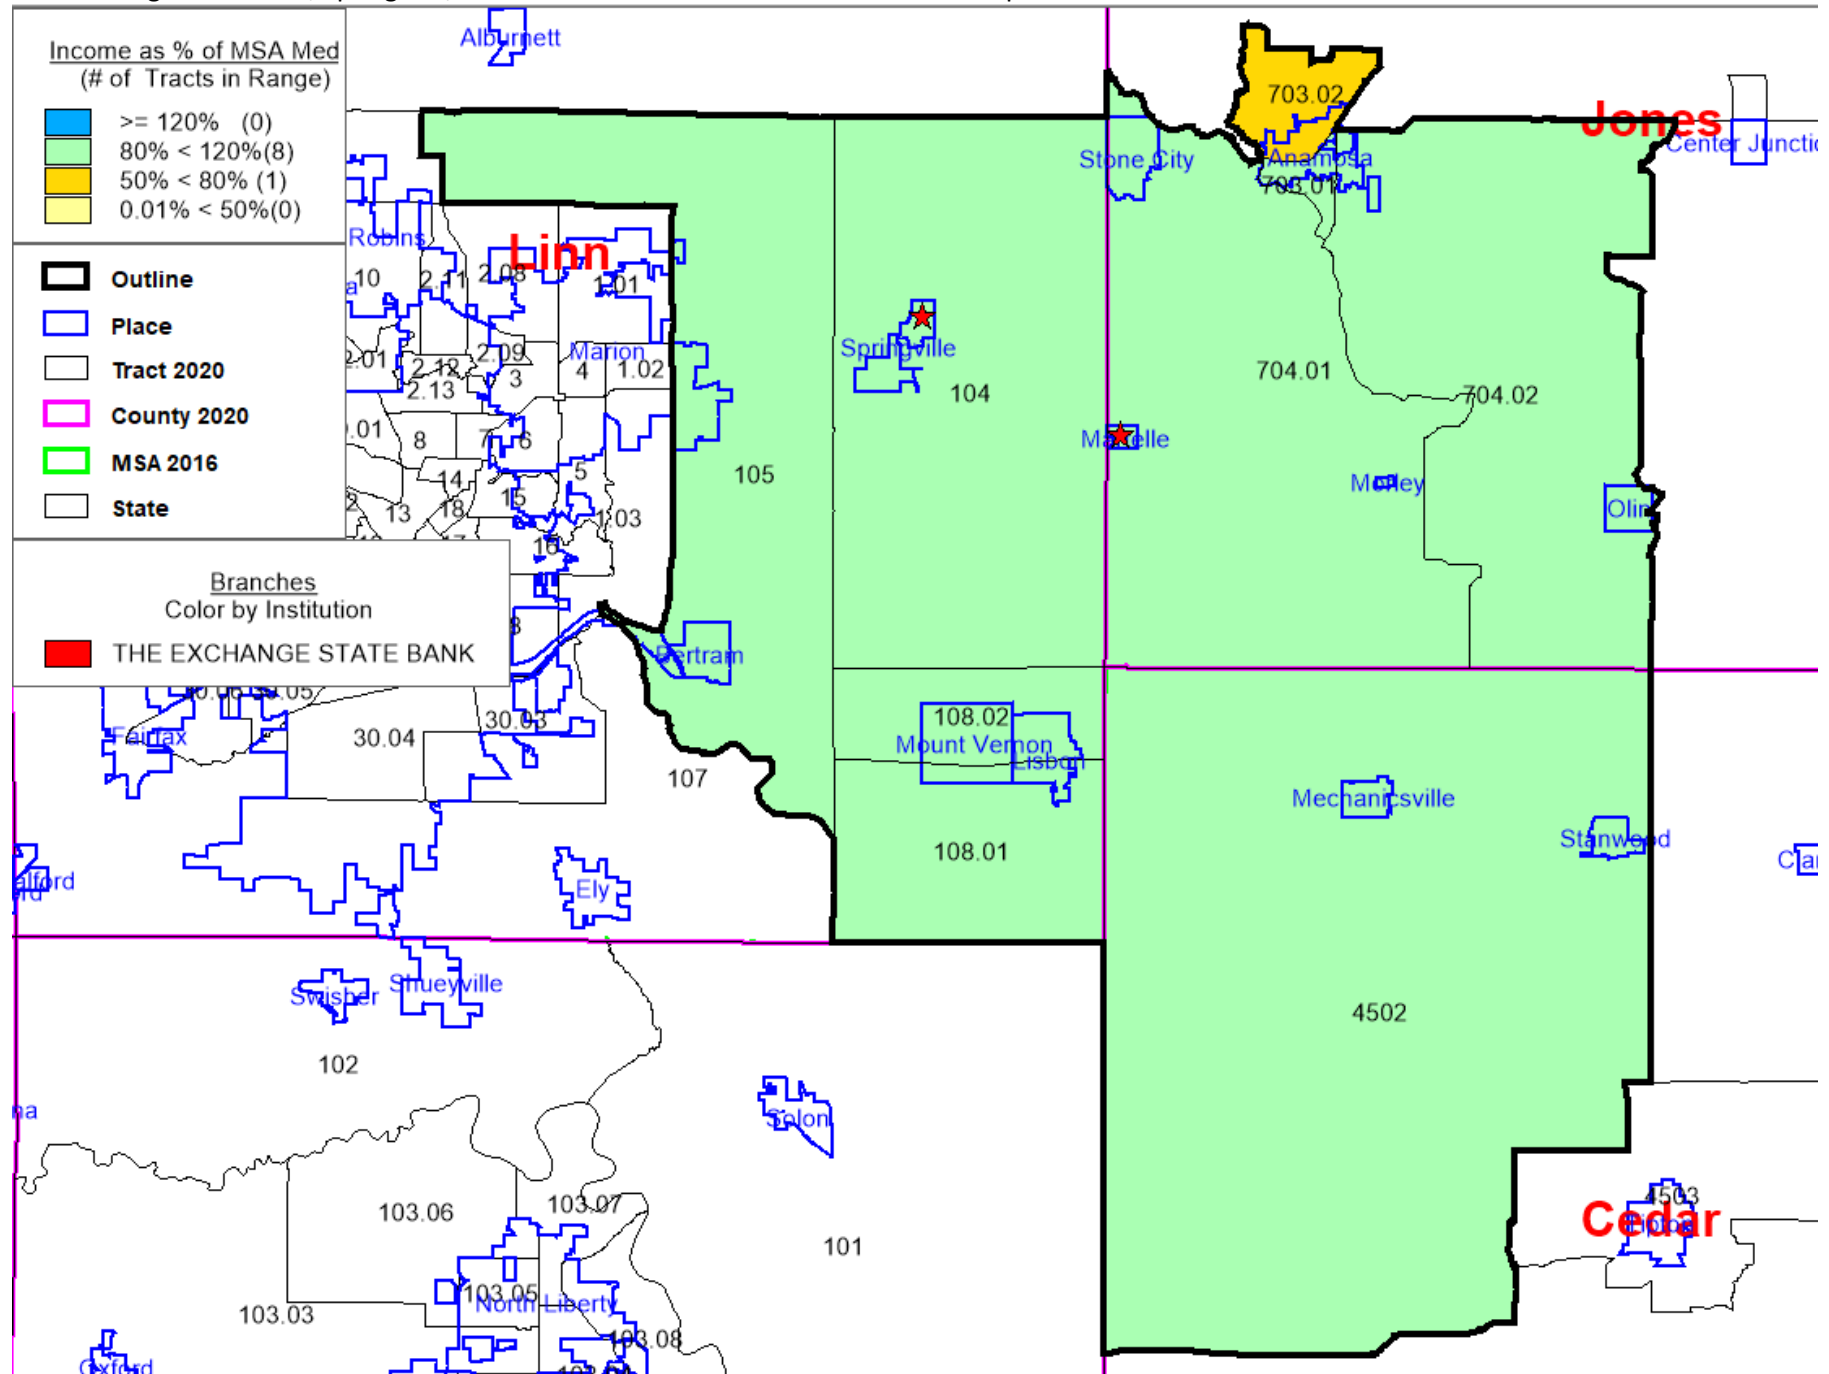 Income as % of MSA Med
(# of Tracts in Range)
>= 120% (0)
80% < 120%(8)
50% < 80% (1)
0.01% < 50%(0)
Outline
Place
Tract 2020
County 2020
MSA 2016
State
Branches
Color by Institution
THE EXCHANGE STATE BANK
Alburnett
703.02
Jones
Center Junctio
Stone City
Anamosa
703.01
Robins
Linn
10
2.11
2.08
1.01
Springville
Marion
2.09
2.12
3
4
1.02
2.13
104
704.01
704.02
8
7
6
Martelle
105
5
14
Morley
15
13
18
1.03
Olin
16
Bertram
30.03
30.04
Fairfax
107
108.02
Mount Vernon
Lisbon
Mechanicsville
Stanwood
108.01
Ely
Swisher
Shueyville
4502
102
Solon
103.06
103.07
101
4503
Cedar
Tipton
103.05
North Liberty
103.03
103.08
Oxford